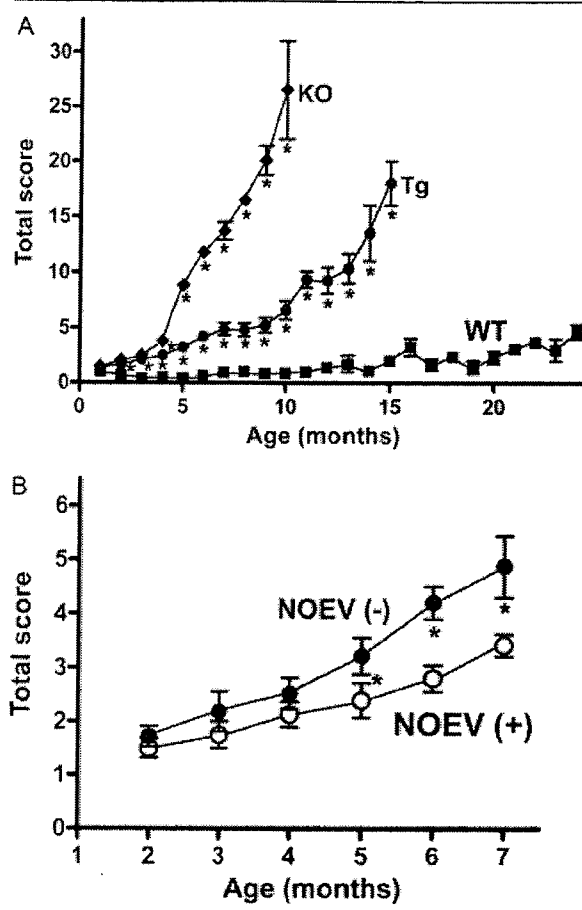 A
30
25
20
15
10
5
0
Total score
KO
Tg
WT
* * * * * * * * * * * * * * * * * * * *
5 10 15 20
Age (months)
B
6
5
4
3
2
1
0
Total score
NOEV (-)
NOEV (+)
* * *
1 2 3 4 5 6 7
Age (months)